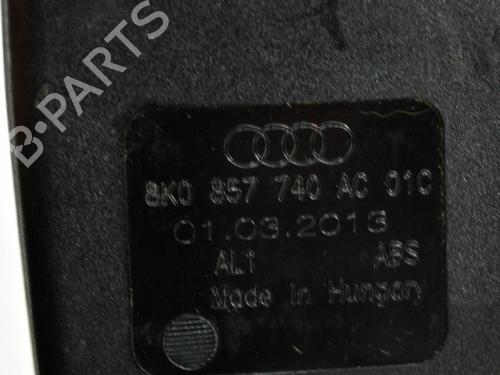 B-PARTS
8K0 857 740 AC 01C
01.03.2013
AL1 ABS
Made in Hungary